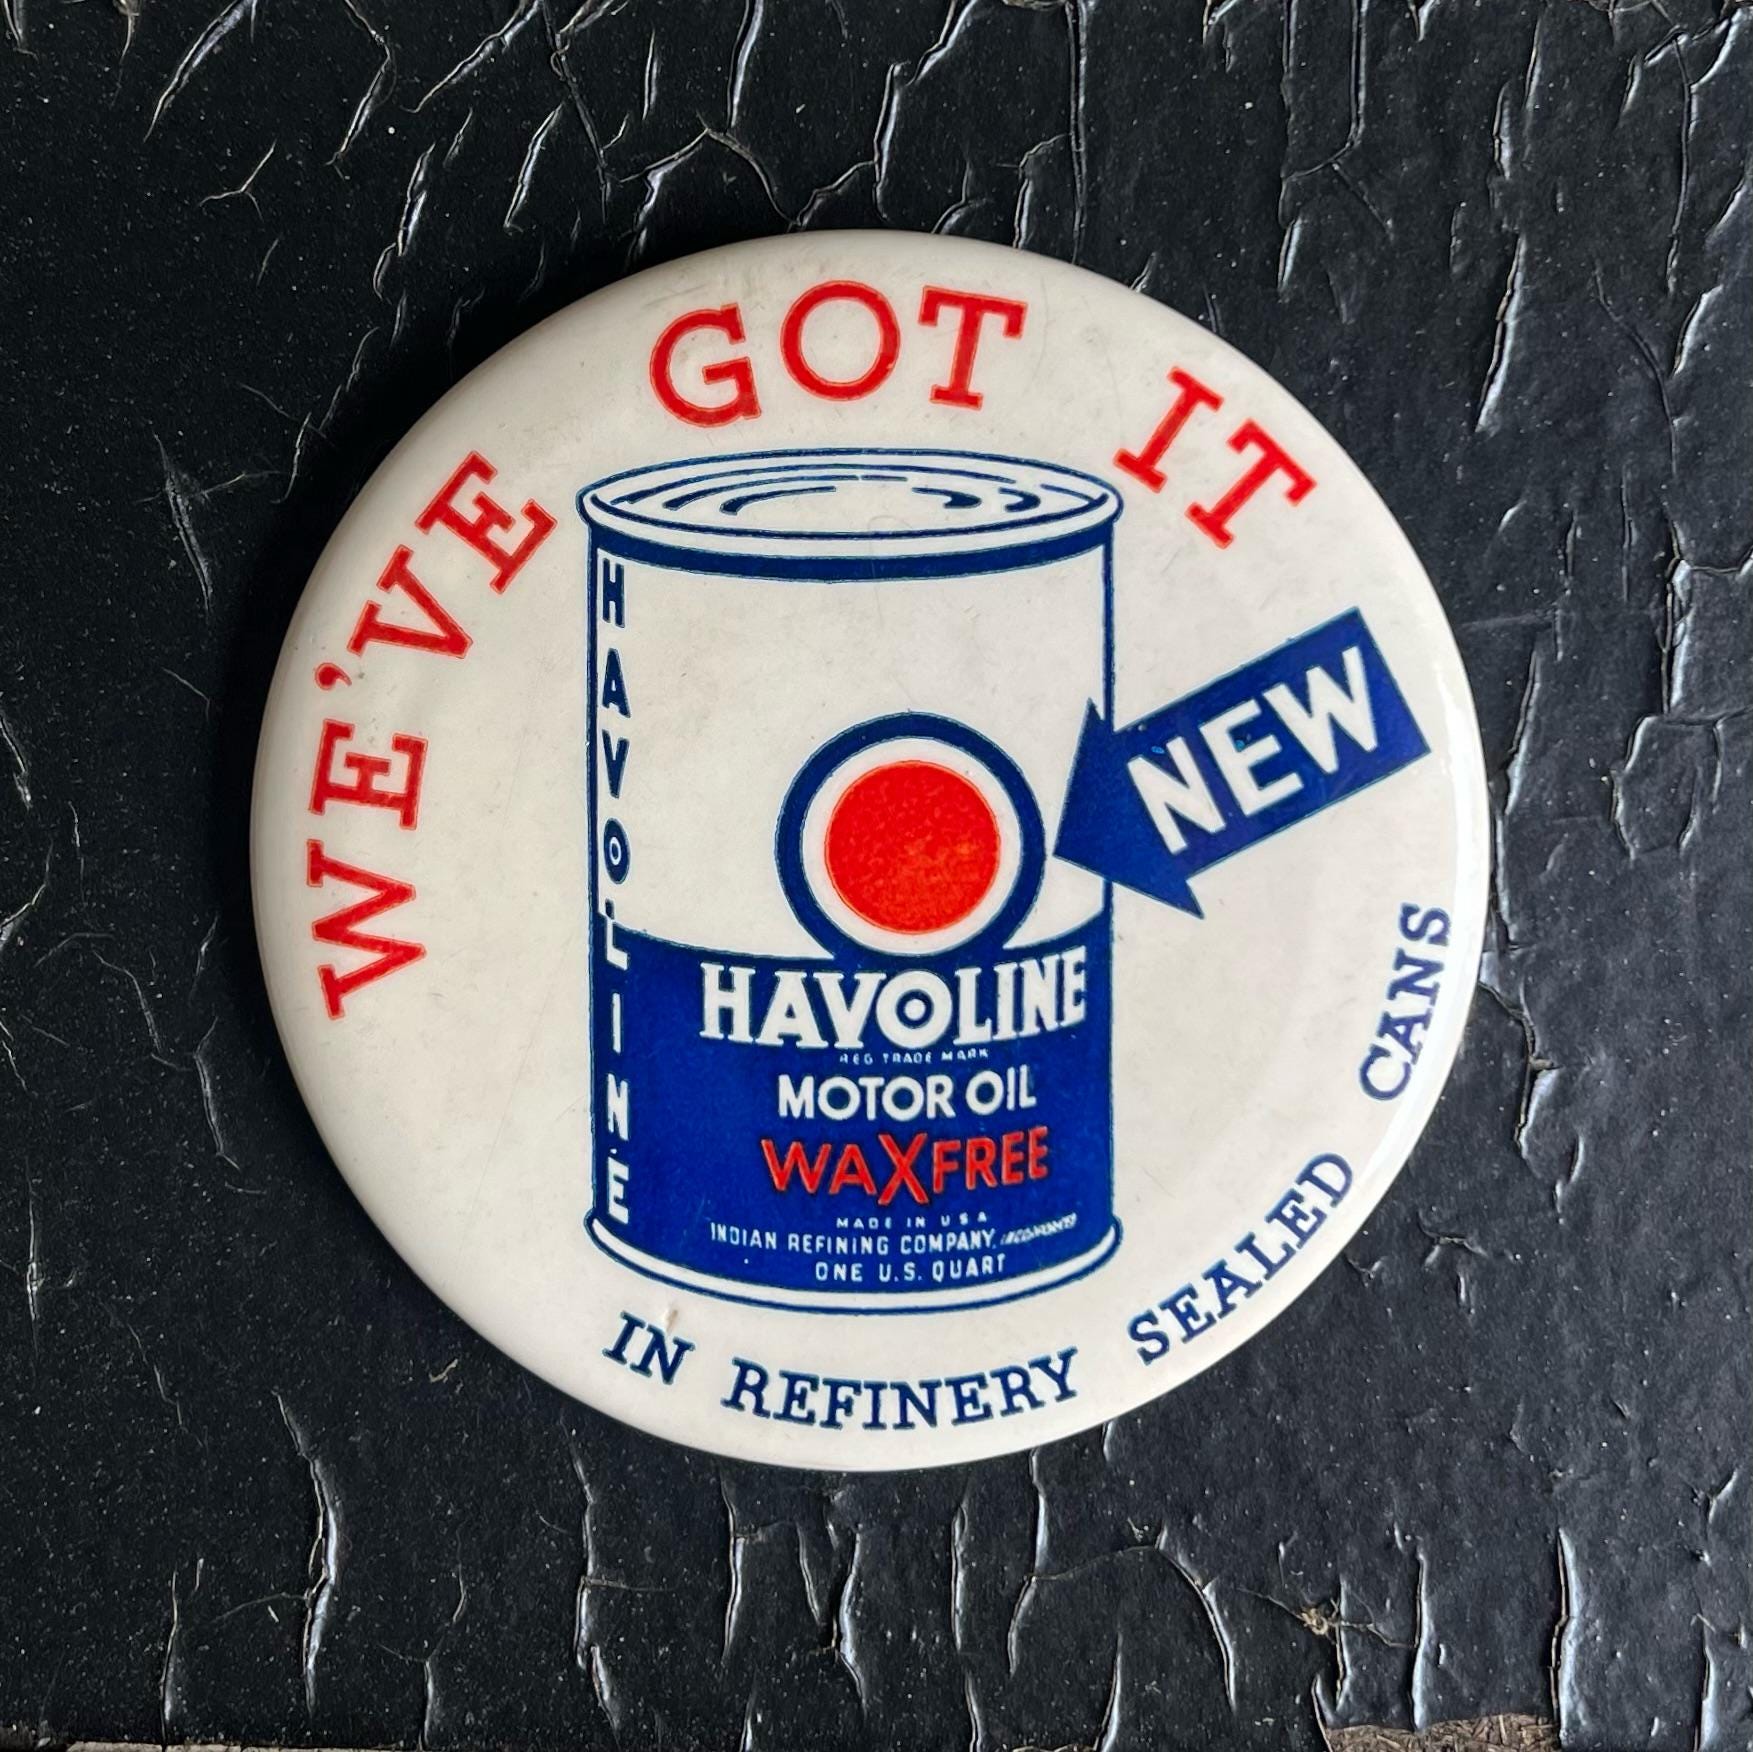 WE'VE GOT IT
NEW
HAVOLINE
HAVOLINE
REG TRADE MARK
MOTOR OIL
WAXFREE
MADE IN U S A
INDIAN REFINING COMPANY, INCORPORATED
ONE U.S. QUART
IN REFINERY SEALED CANS